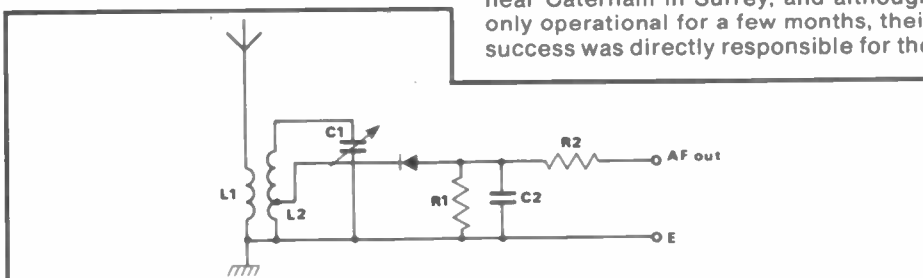 near Caterham in Surrey, and although
only operational for a few months, thei
success was directly responsible for the
C1
R2
AF out
L1
L2
R1
C2
E